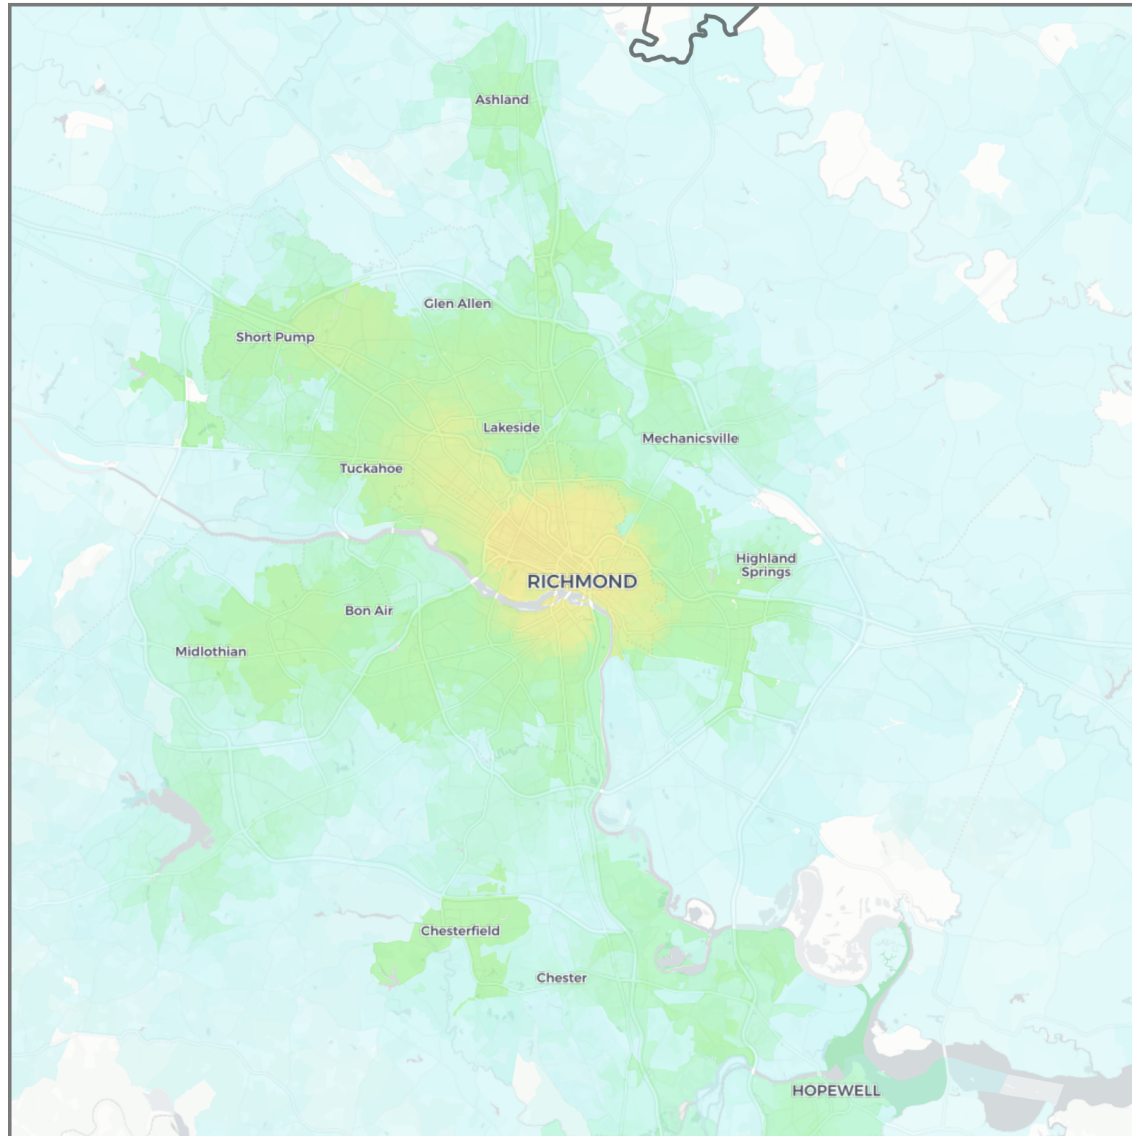 Ashland
Glen Allen
Short Pump
Lakeside
Mechanicsville
Tuckahoe
Highland
Springs
RICHMOND
Bon Air
Midlothian
Chesterfield
Chester
HOPEWELL